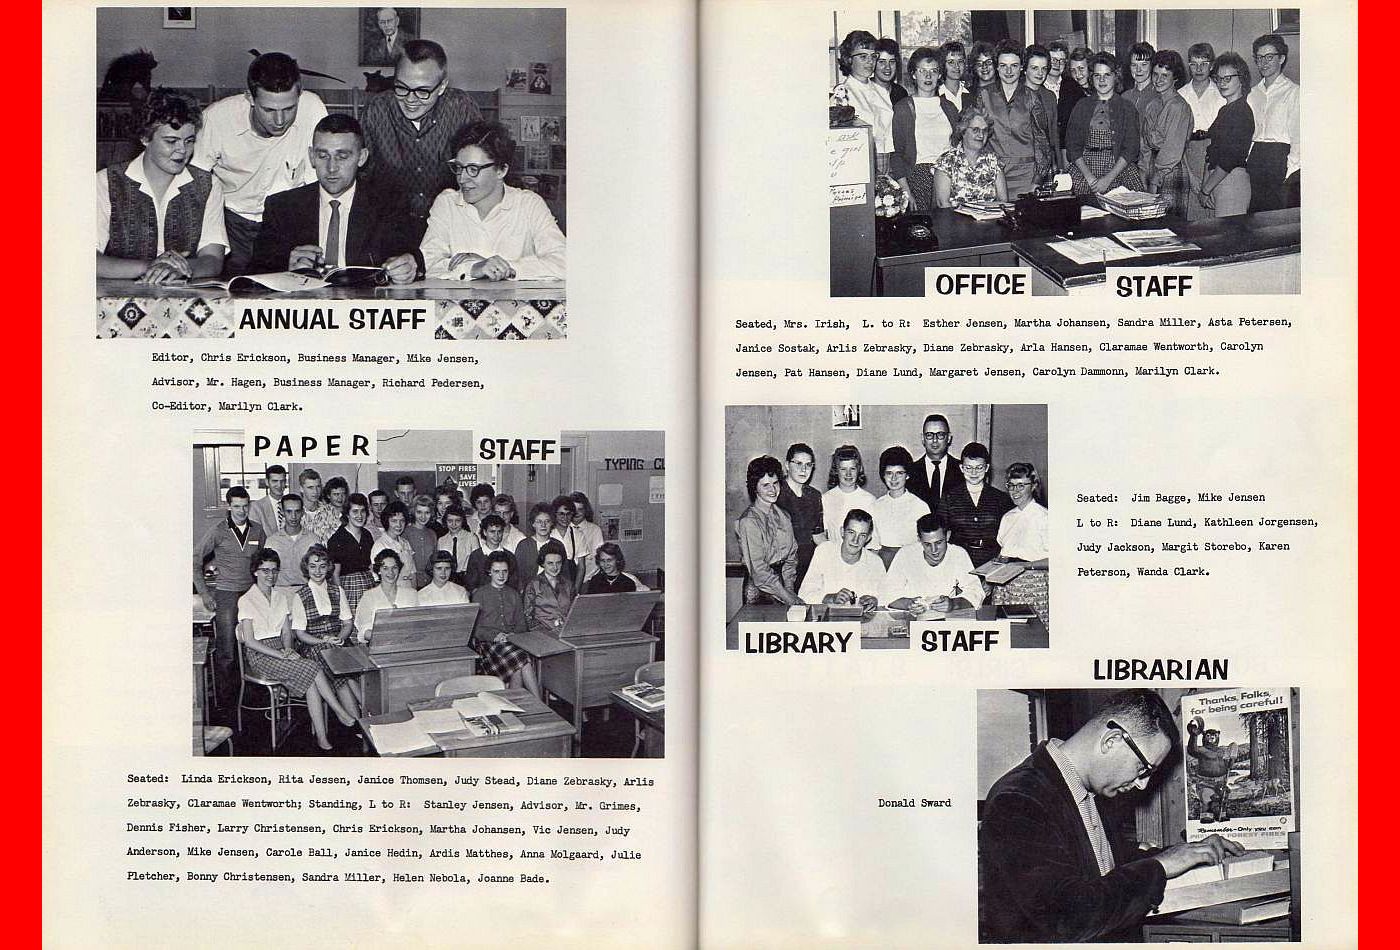 ANNUAL STAFF
Editor, Chris Erickson, Business Manager, Mike Jensen,
Advisor, Mr. Hagen, Business Manager, Richard Pedersen,
Co-Editor, Marilyn Clark.
PAPER STAFF
STOP FIRES
SAVE
LIVES
TYPING CL
Seated: Linda Erickson, Rita Jessen, Janice Thomsen, Judy Stead, Diane Zebrasky, Arlis
Zebrasky, Claramae Wentworth; Standing, L to R: Stanley Jensen, Advisor, Mr. Grimes,
Dennis Fisher, Larry Christensen, Chris Erickson, Martha Johansen, Vic Jensen, Judy
Anderson, Mike Jensen, Carole Ball, Janice Hedin, Ardis Matthes, Anna Molgaard, Julie
Fletcher, Bonny Christensen, Sandra Miller, Helen Nebola, Joanne Bade.
OFFICE STAFF
Seated, Mrs. Irish, L. to R: Esther Jensen, Martha Johansen, Sandra Miller, Asta Petersen,
Janice Sostak, Arlis Zebrasky, Diane Zebrasky, Arla Hansen, Claramae Wentworth, Carolyn
Jensen, Pat Hansen, Diane Lund, Margaret Jensen, Carolyn Dammonn, Marilyn Clark.
LIBRARY STAFF
Seated: Jim Bagge, Mike Jensen
L to R: Diane Lund, Kathleen Jorgensen,
Judy Jackson, Margit Storebo, Karen
Peterson, Wanda Clark.
LIBRARIAN
Donald Sward
Thanks, Folks,
for being careful!
Remember-Only you can
PREVENT FOREST FIRES